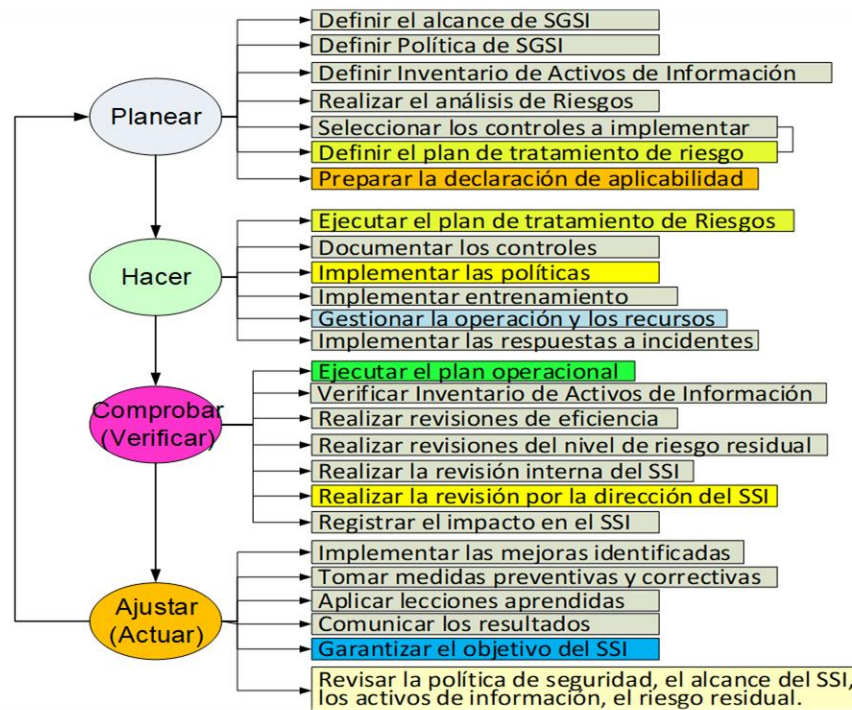 Definir el alcance de SGSI
Definir Política de SGSI
Definir Inventario de Activos de Información
Planear
Realizar el análisis de Riesgos
Seleccionar los controles a implementar
Definir el plan de tratamiento de riesgo
Preparar la declaración de aplicabilidad
Ejecutar el plan de tratamiento de Riesgos
Documentar los controles
Hacer
Implementar las políticas
Implementar entrenamiento
Gestionar la operación y los recursos
Implementar las respuestas a incidentes
Ejecutar el plan operacional
Verificar Inventario de Activos de Información
Comprobar
(Verificar)
Realizar revisiones de eficiencia
Realizar revisiones del nivel de riesgo residual
Realizar la revisión interna del SSI
Realizar la revisión por la dirección del SSI
Registrar el impacto en el SSI
Implementar las mejoras identificadas
Tomar medidas preventivas y correctivas
Ajustar
(Actuar)
Aplicar lecciones aprendidas
Comunicar los resultados
Garantizar el objetivo del SSI
Revisar la política de seguridad, el alcance del SSI,
los activos de información, el riesgo residual.